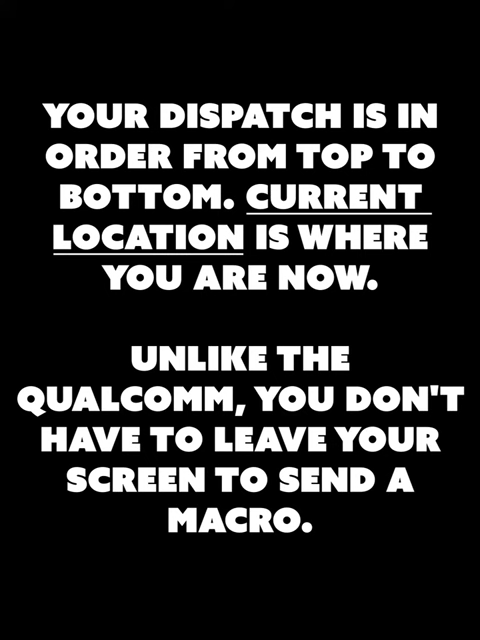 YOUR DISPATCH IS IN
ORDER FROM TOP TO
BOTTOM. CURRENT
LOCATION IS WHERE
YOU ARE NOW.
UNLIKE THE
QUALCOMM, YOU DON'T
HAVE TO LEAVE YOUR
SCREEN TO SEND A
MACRO.